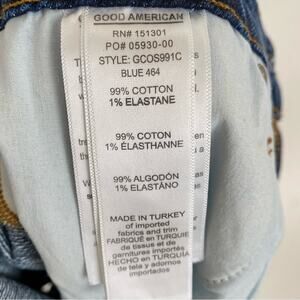 GOOD AMERICAN
RN# 151301
PO# 05930-00
STYLE: GCOS991C
BLUE 464
99% COTTON
1% ELASTANE
99% COTON
1% ÉLASTHANNE
99% ALGODÓN
1% ELASTANO
MADE IN TURKEY
of imported
fabrics and trim
FABRIQUÉ EN TURQUIE
de tissus et de
garnitures importés
HECHO EN TURQUÍA
de tela y adornos
importados